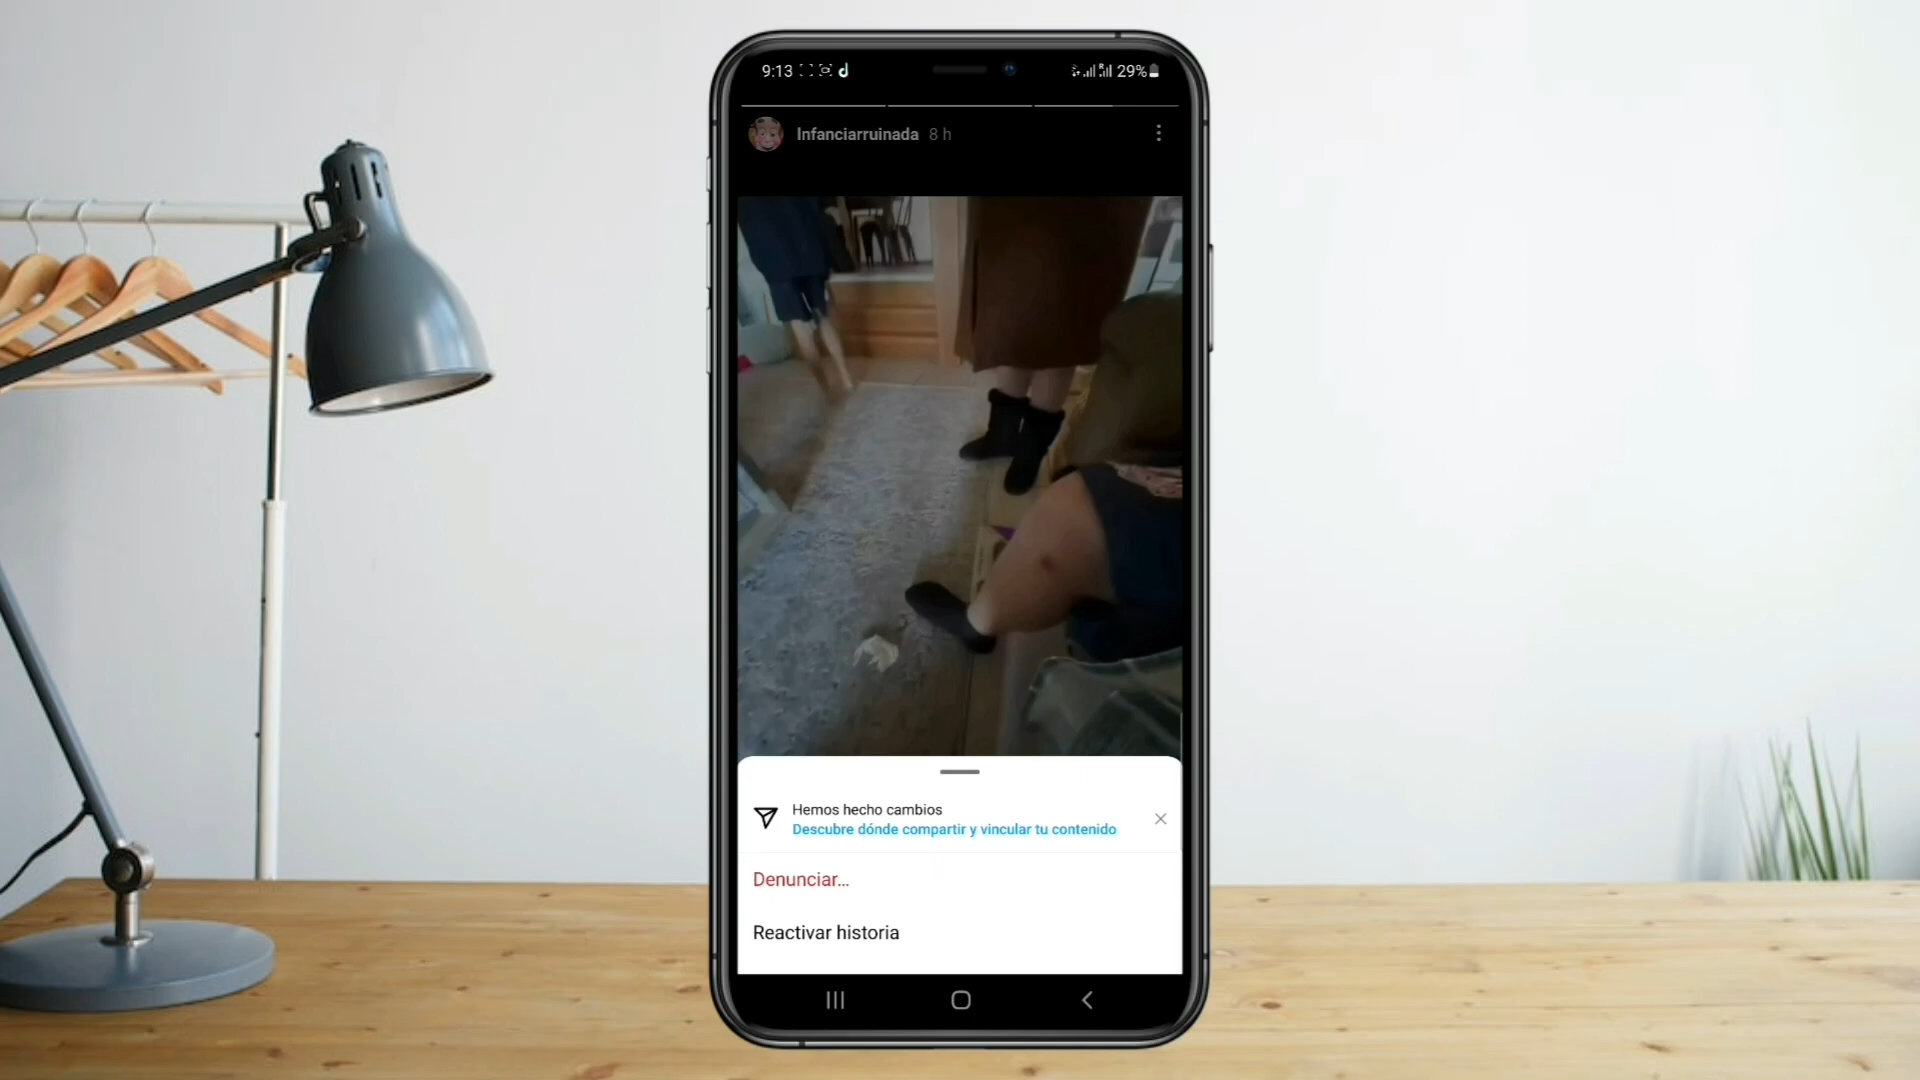 9:13
29%
Infanciarruinada 8 h
Hemos hecho cambios
Descubre dónde compartir y vincular tu contenido
Denunciar...
Reactivar historia